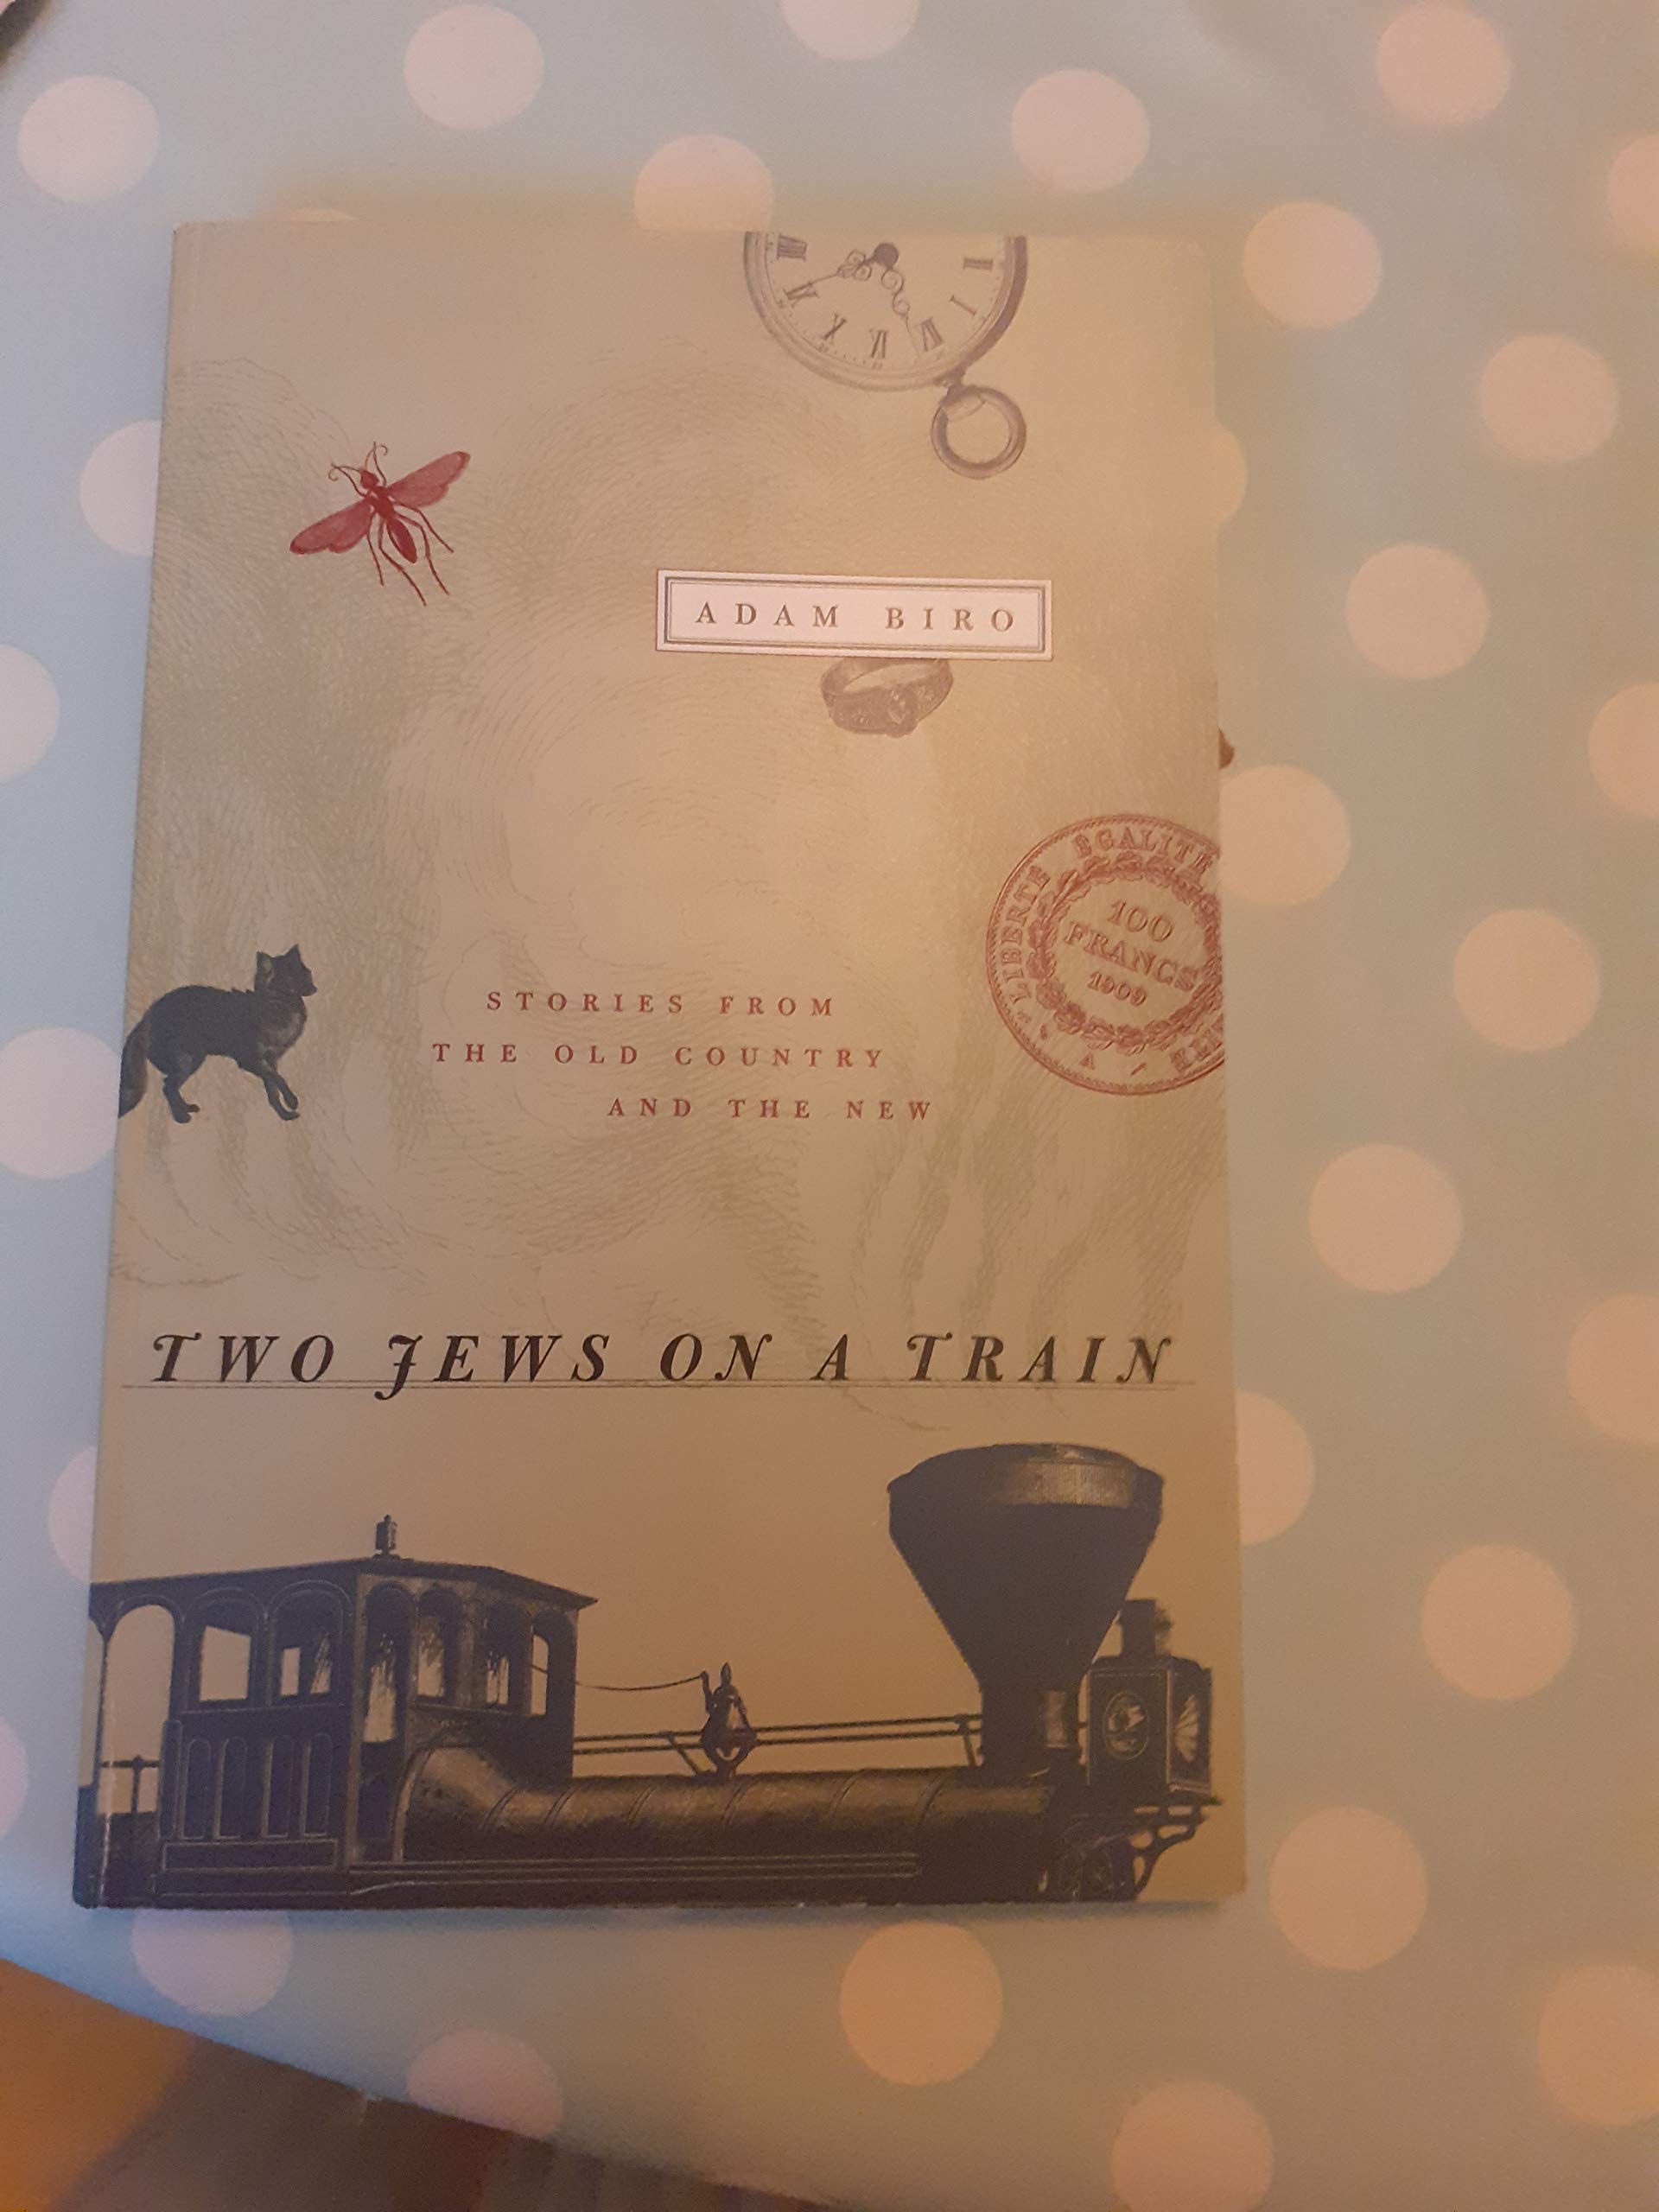 ADAM BIRO
LIBERTE EGALITE
100
FRANCS
1909
STORIES FROM
THE OLD COUNTRY
AND THE NEW
TWO JEWS ON A TRAIN